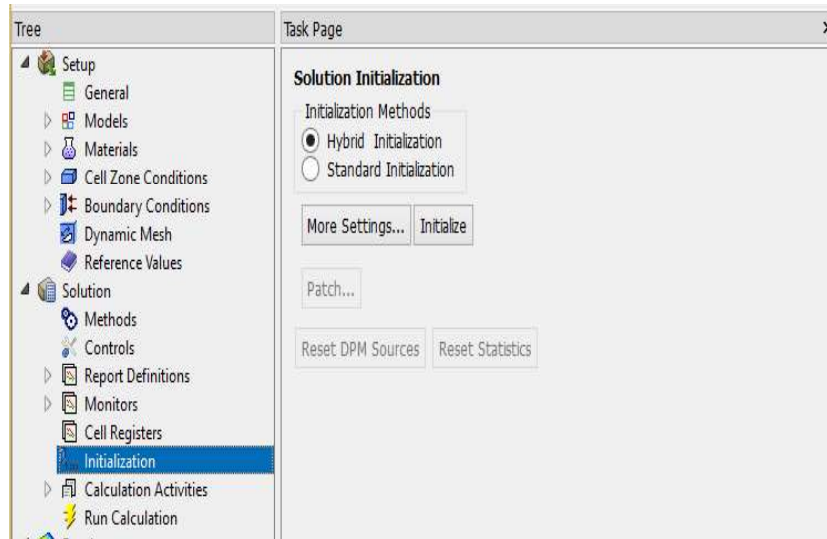 Tree
Setup
General
Models
Materials
Cell Zone Conditions
Boundary Conditions
Dynamic Mesh
Reference Values
Solution
Methods
Controls
Report Definitions
Monitors
Cell Registers
Initialization
Calculation Activities
Run Calculation
Task Page
Solution Initialization
Initialization Methods
Hybrid Initialization
Standard Initialization
More Settings... Initialize
Patch...
Reset DPM Sources Reset Statistics